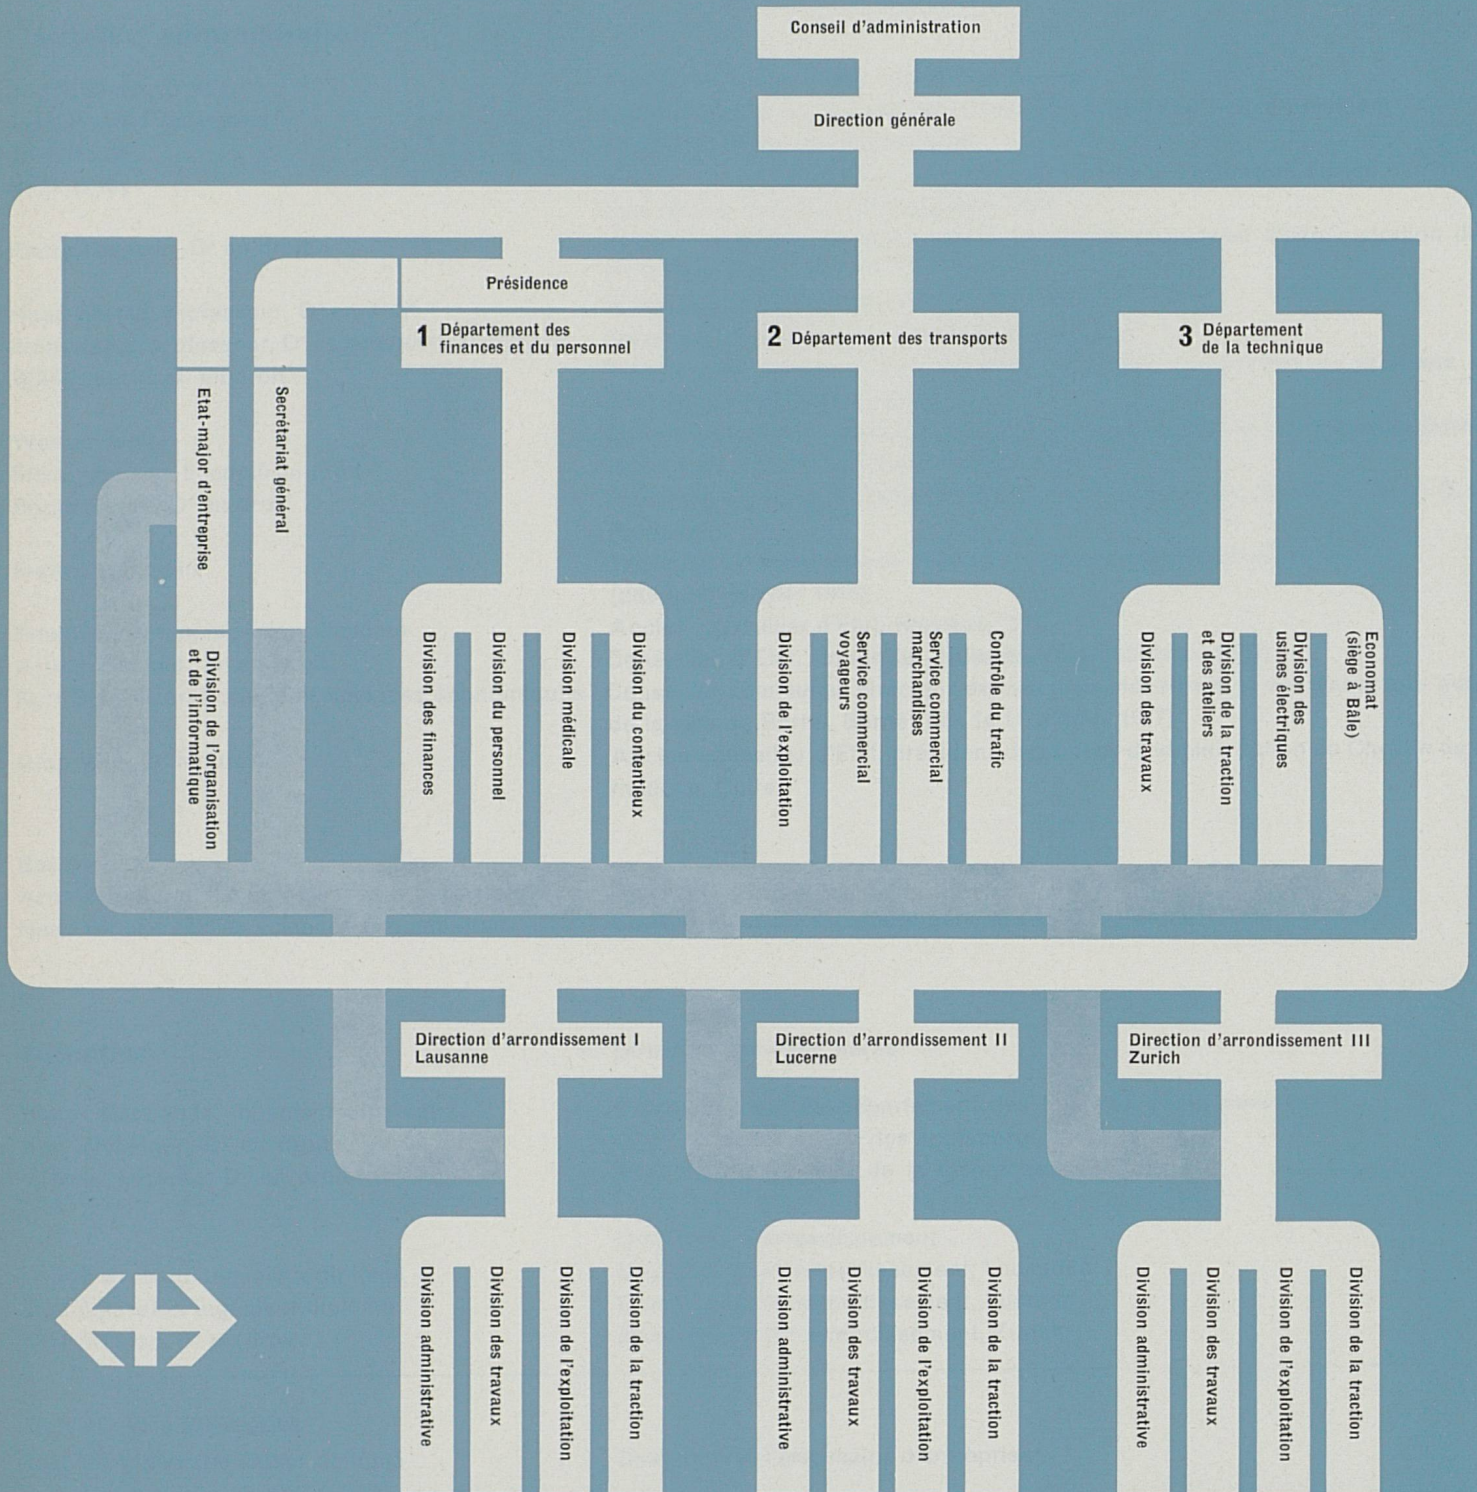 Conseil d'administration
Direction générale
Présidence
1 Département des
finances et du personnel
2 Département des transports
3 Département
de la technique
Etat-major d'entreprise
Secrétariat général
Division de l'organisation
et de l'informatique
Division des finances
Division du personnel
Division médicale
Division du contentieux
Division de l'exploitation
Service commercial
voyageurs
Service commercial
marchandises
Contrôle du trafic
Division des travaux
Division de la traction
et des ateliers
Division des
usines électriques
Economat
(siège à Bâle)
Direction d'arrondissement I
Lausanne
Direction d'arrondissement II
Lucerne
Direction d'arrondissement III
Zurich
Division administrative
Division des travaux
Division de l'exploitation
Division de la traction
Division administrative
Division des travaux
Division de l'exploitation
Division de la traction
Division administrative
Division des travaux
Division de l'exploitation
Division de la traction